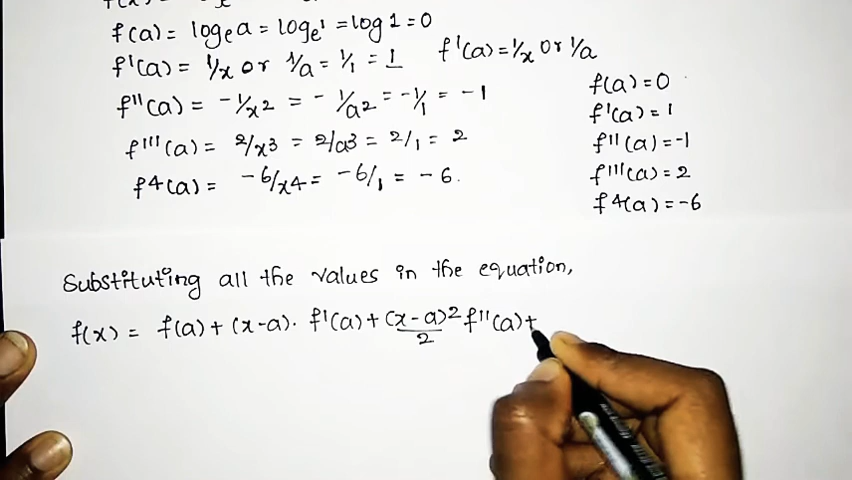 f(a) = logₑa = logₑ1 = log 1 = 0
f'(a) = 1/x or 1/a = 1/1 = 1 f'(a) = 1/x or 1/a
f''(a) = -1/x² = -1/a² = -1/1 = -1
f'''(a) = 2/x³ = 2/a³ = 2/1 = 2
f4(a) = -6/x4 = -6/1 = -6.
f(a) = 0
f'(a) = 1
f''(a) = -1
f'''(a) = 2
f4(a) = -6
Substituting all the values in the equation,
f(x) = f(a) + (x-a). f'(a) + (x-a)²/2 f''(a) +